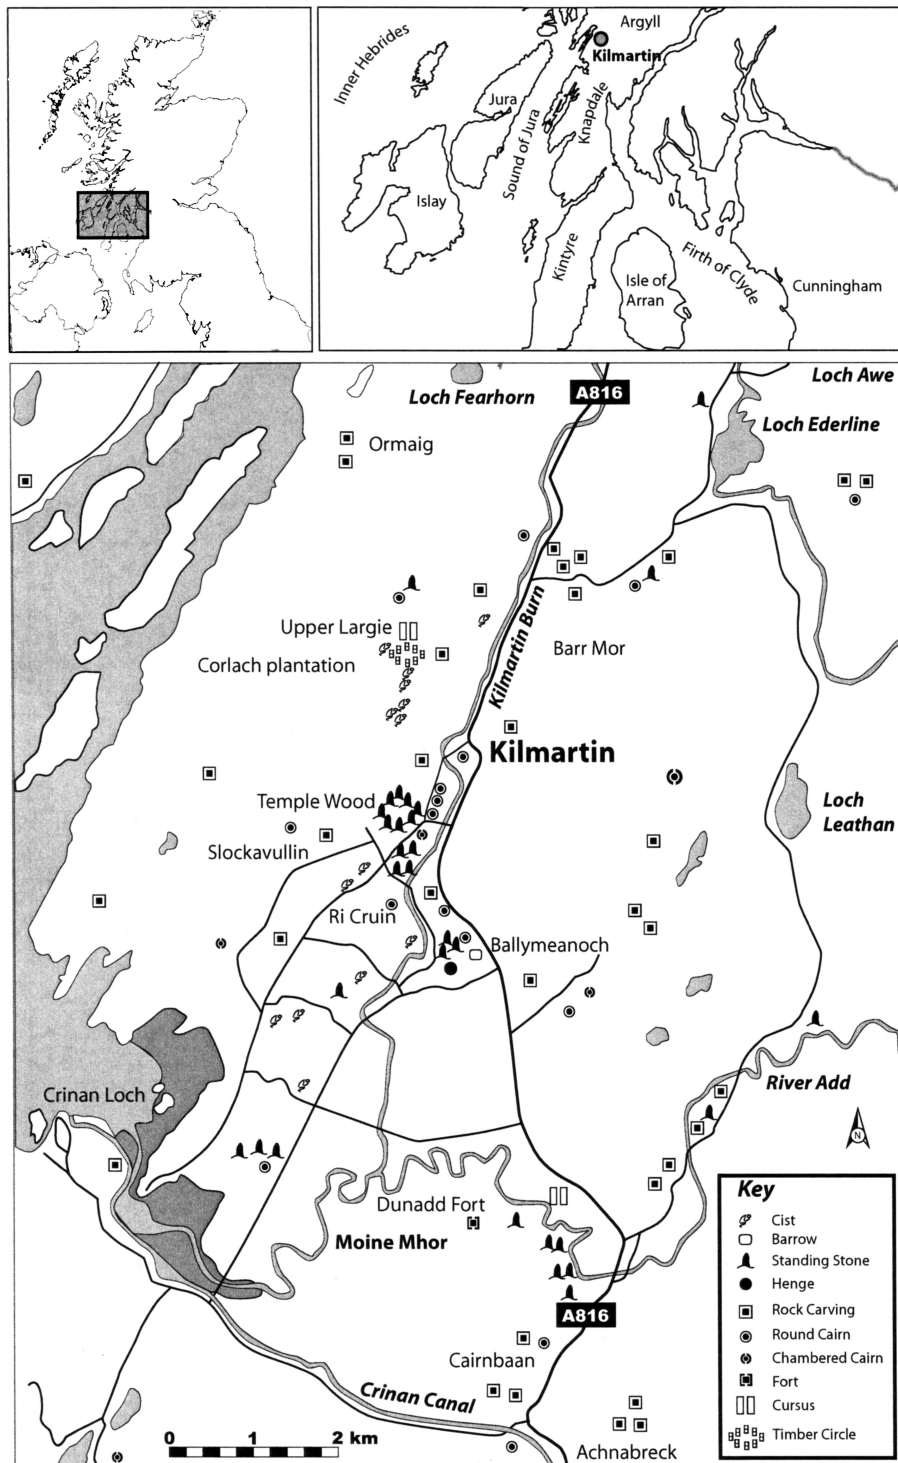 Inner Hebrides
Argyll
Kilmartin
Jura
Sound of Jura
Knapdale
Islay
Kintyre
Isle of
Arran
Firth of Clyde
Cunningham
Loch Fearhorn
A816
Loch Awe
Loch Ederline
Ormaig
Upper Largie
Corlach plantation
Kilmartin Burn
Barr Mor
Kilmartin
Temple Wood
Loch
Leathan
Slockavullin
Ri Cruin
Ballymeanoch
Crinan Loch
River Add
N
Dunadd Fort
Moine Mhor
A816
Cairnbaan
Crinan Canal
Achnabreck
0 1 2 km
Key
Cist
Barrow
Standing Stone
Henge
Rock Carving
Round Cairn
Chambered Cairn
Fort
Cursus
Timber Circle